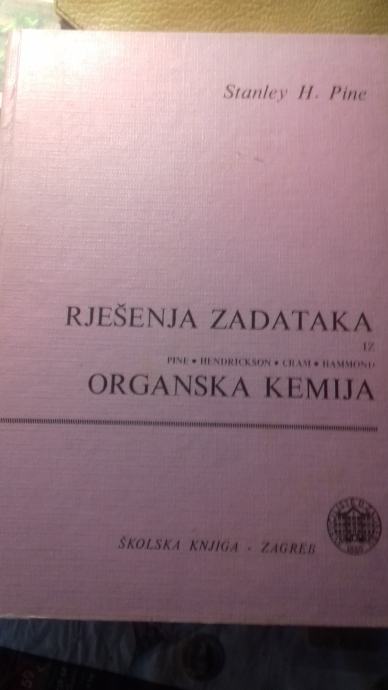 Stanley H. Pine
RJEŠENJA ZADATAKA
IZ
PINE • HENDRICKSON • CRAM • HAMMOND
ORGANSKA KEMIJA
ŠKOLSKA KNJIGA - ZAGREB